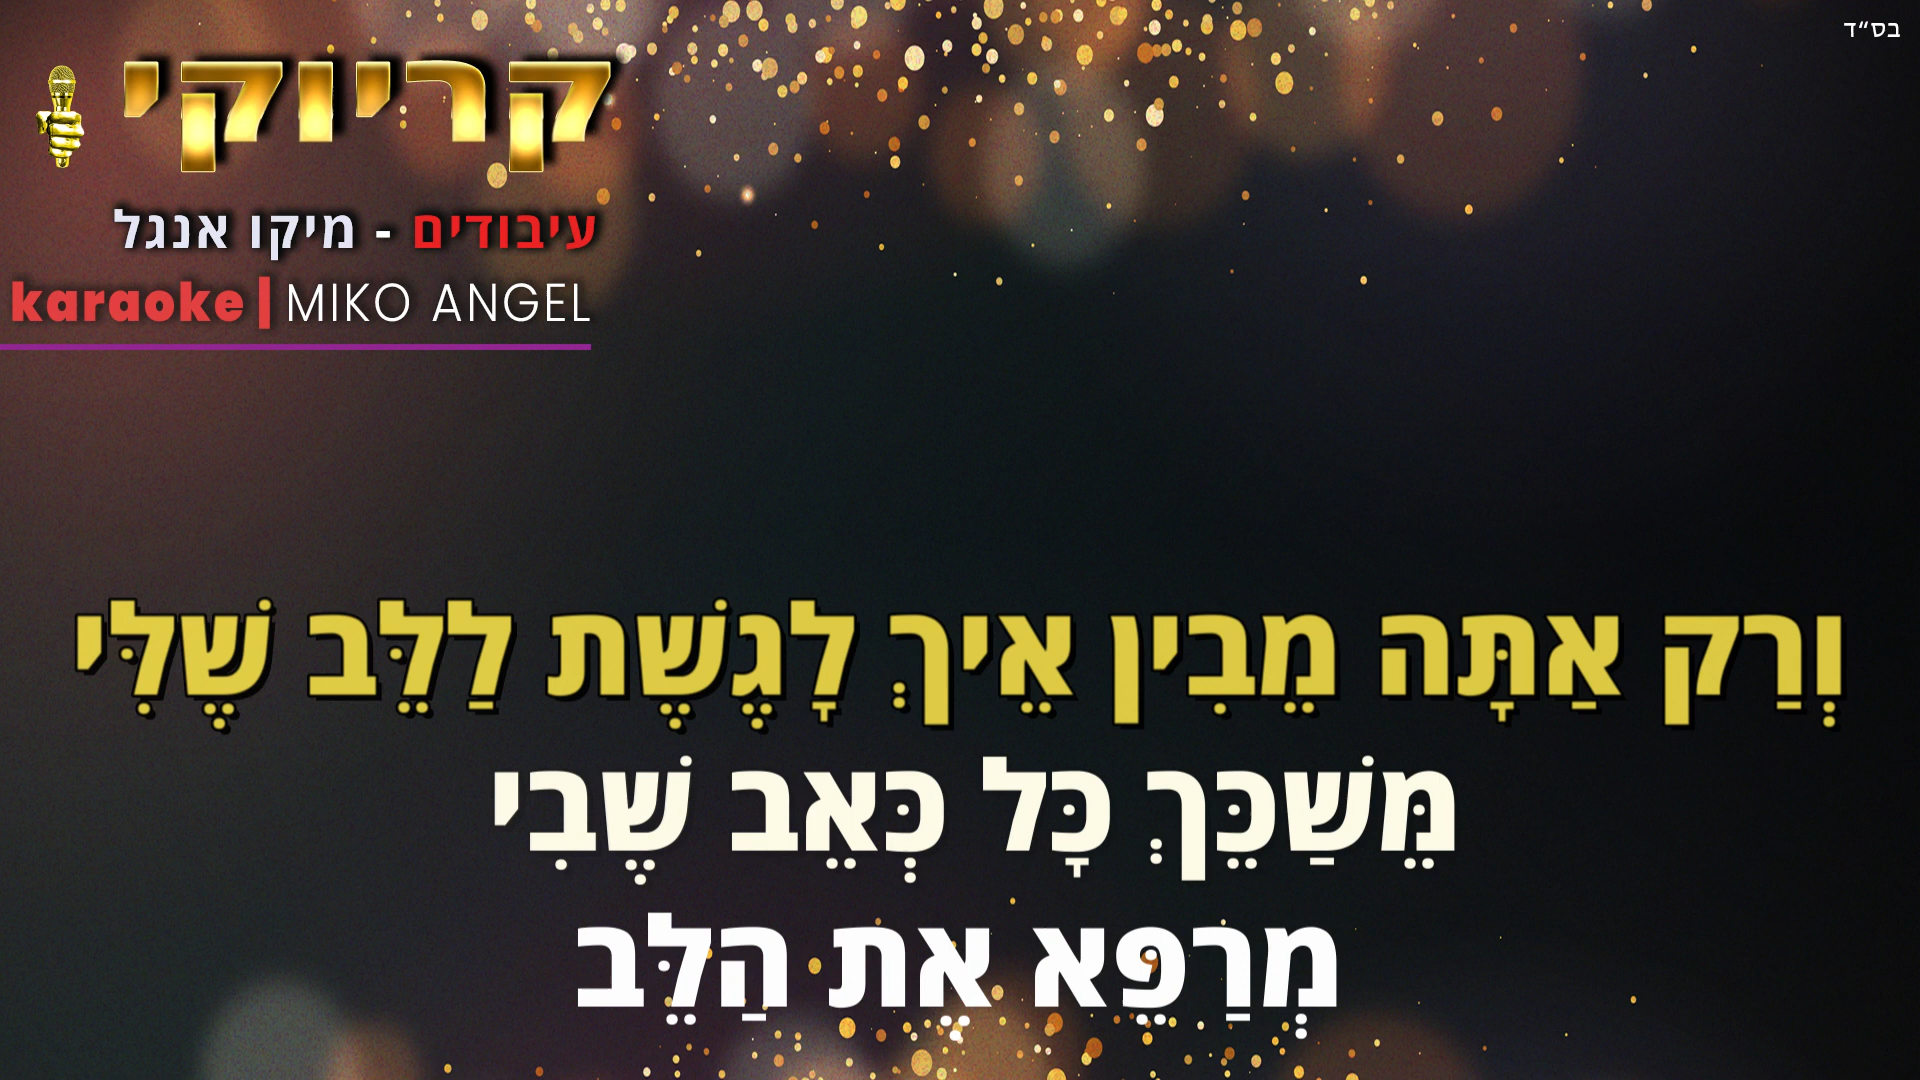 בס״ד
קריוקי
עיבודים - מיקו אנגל
karaoke | MIKO ANGEL
וְרַק אַתָּה מֵבִין אֵיךְ לָגֶשֶׁת לַלֵּב שֶׁלִּי
מֵּשַׁכֵּךְ כָּל כְּאֵב שֶׁבִי
מְרַפֵּא אֶת הַלֵּב